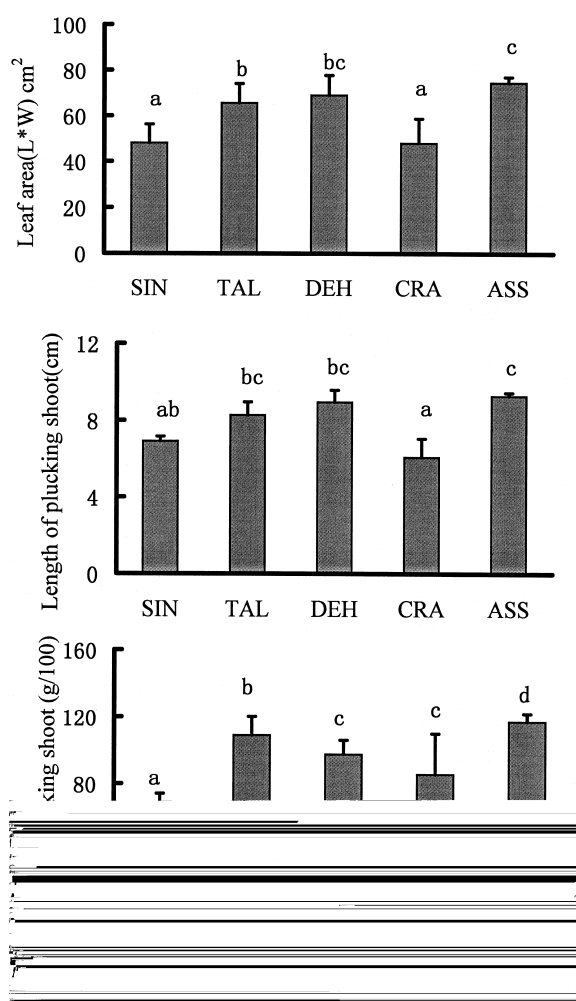 Leaf area(L*W) cm2
100
80
60
40
20
0
a
b
bc
a
c
SIN TAL DEH CRA ASS
Length of plucking shoot(cm)
12
8
4
0
ab
bc
bc
a
c
SIN TAL DEH CRA ASS
shoot (g/100)
160
120
80
a
b
c
c
d